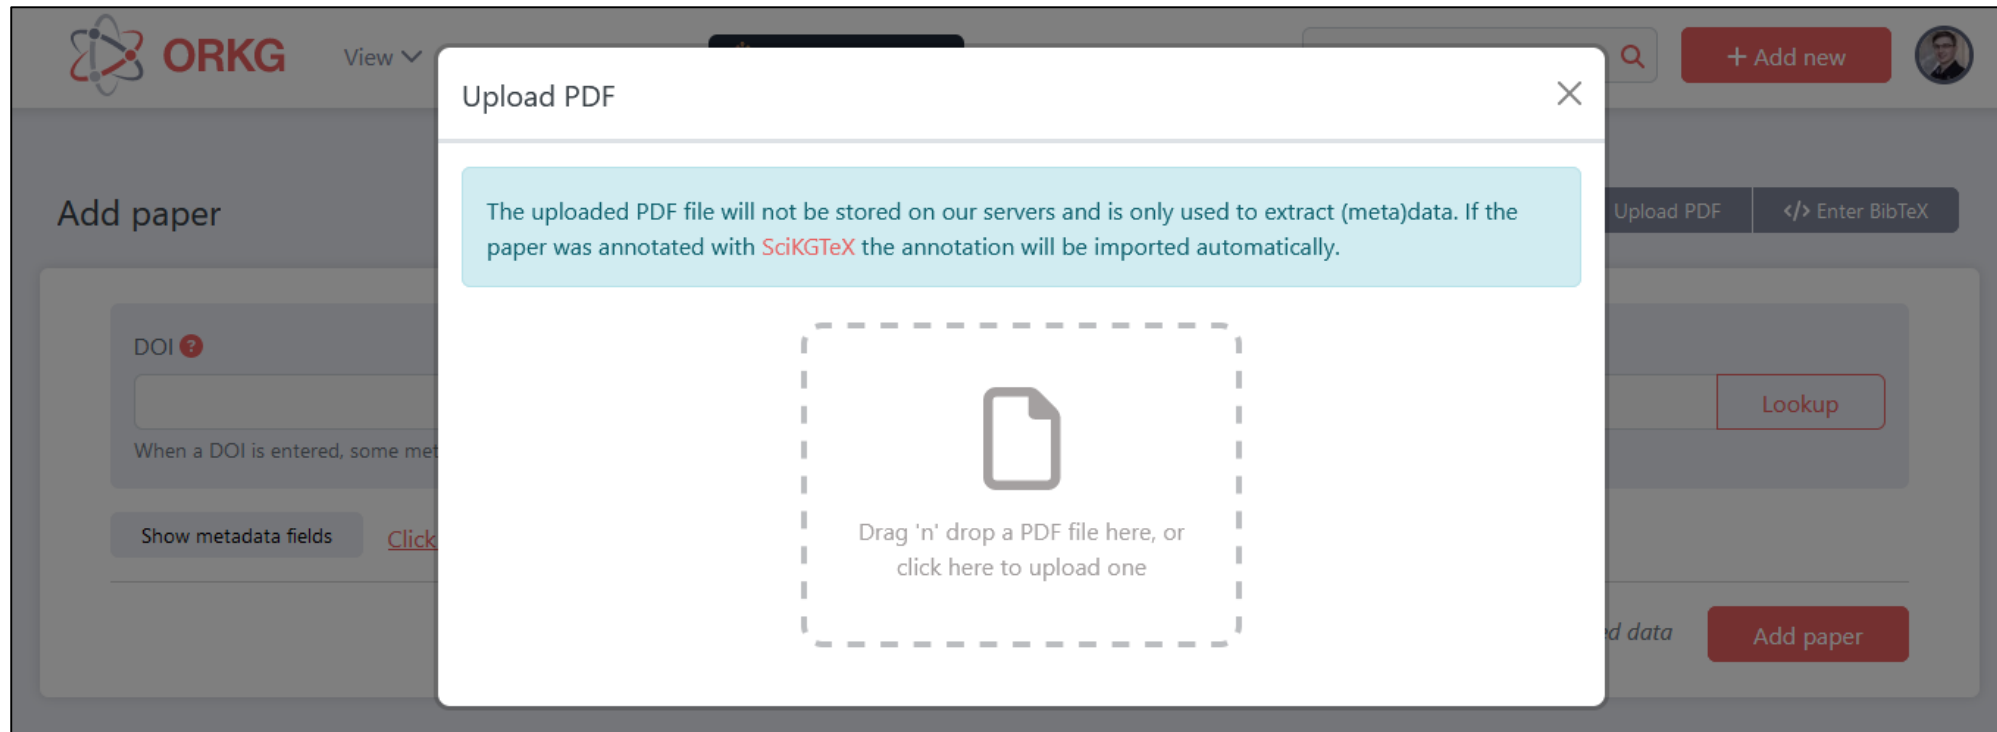 ORKG
View
+ Add new
Upload PDF
Add paper
The uploaded PDF file will not be stored on our servers and is only used to extract (meta)data. If the
paper was annotated with SciKGTeX the annotation will be imported automatically.
Upload PDF
</> Enter BibTeX
DOI ?
Lookup
When a DOI is entered, some
Drag 'n' drop a PDF file here, or
click here to upload one
Show metadata fields
Click
data
Add paper